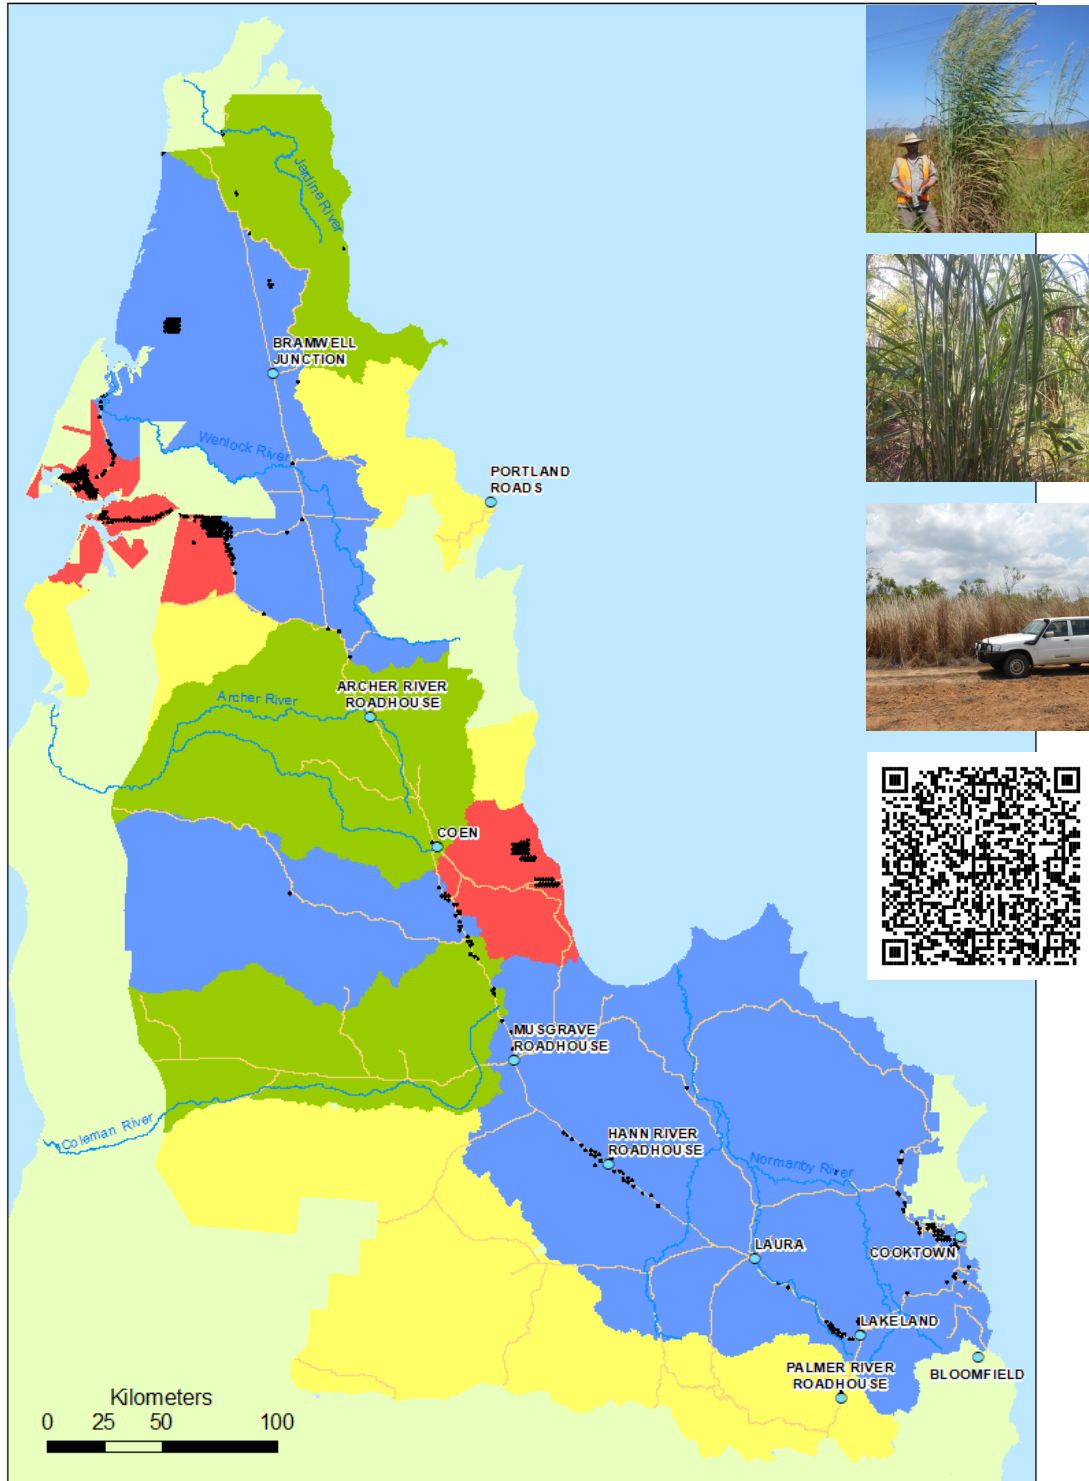 Jardine River
BRAMWELL
JUNCTION
Wenlock River
PORTLAND
ROADS
ARCHER RIVER
ROADHOUSE
Archer River
COEN
MUSGRAVE
ROADHOUSE
Coleman River
HANN RIVER
ROADHOUSE
Normanby River
LAURA
COOKTOWN
LAKELAND
PALMER RIVER
ROADHOUSE
BLOOMFIELD
Kilometers
0 25 50 100